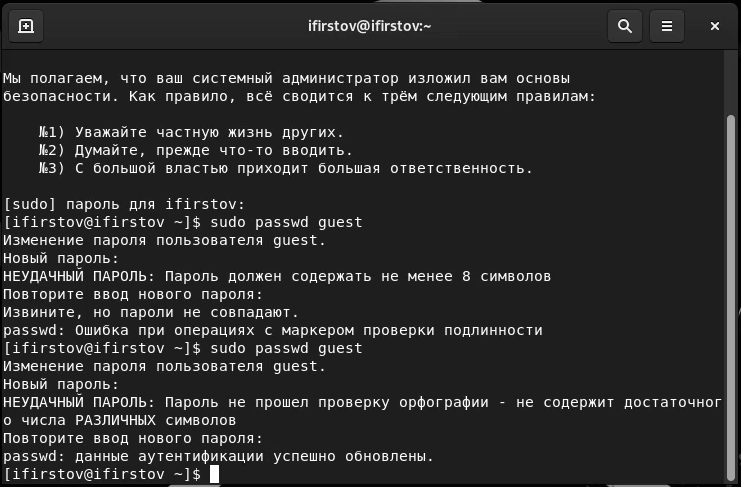 ifirstov@ifirstov:~
Мы полагаем, что ваш системный администратор изложил вам основы
безопасности. Как правило, всё сводится к трём следующим правилам:
№1) Уважайте частную жизнь других.
№2) Думайте, прежде что-то вводить.
№3) С большой властью приходит большая ответственность.
[sudo] пароль для ifirstov:
[ifirstov@ifirstov ~]$ sudo passwd guest
Изменение пароля пользователя guest.
Новый пароль:
НЕУДАЧНЫЙ ПАРОЛЬ: Пароль должен содержать не менее 8 символов
Повторите ввод нового пароля:
Извините, но пароли не совпадают.
passwd: Ошибка при операциях с маркером проверки подлинности
[ifirstov@ifirstov ~]$ sudo passwd guest
Изменение пароля пользователя guest.
Новый пароль:
НЕУДАЧНЫЙ ПАРОЛЬ: Пароль не прошел проверку орфографии - не содержит достаточног
о числа РАЗЛИЧНЫХ символов
Повторите ввод нового пароля:
passwd: данные аутентификации успешно обновлены.
[ifirstov@ifirstov ~]$